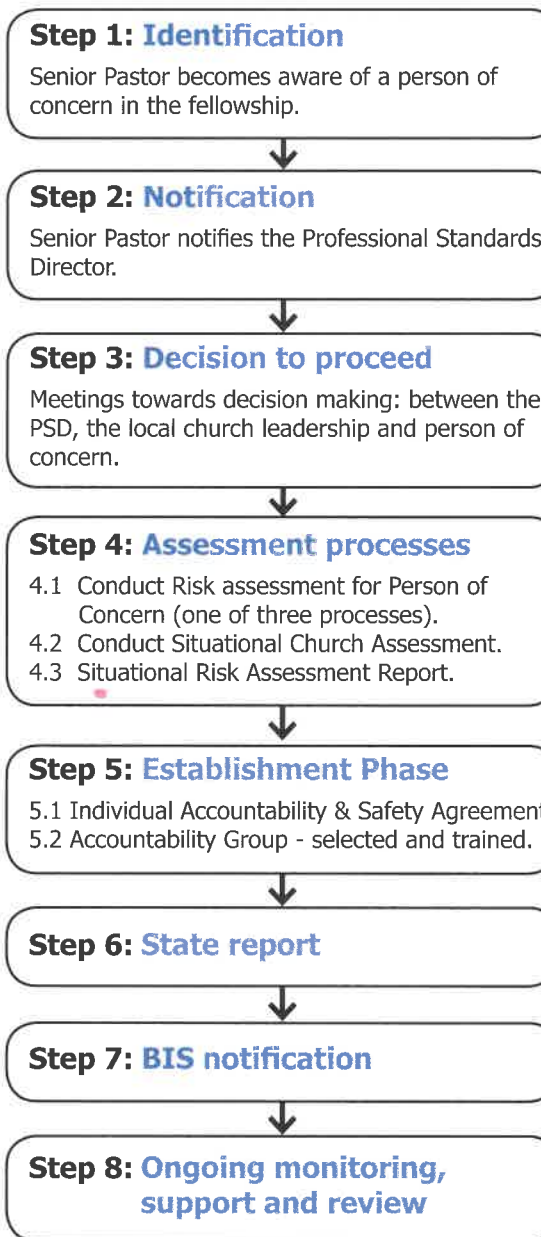 Step 1: Identification
Senior Pastor becomes aware of a person of
concern in the fellowship.
Step 2: Notification
Senior Pastor notifies the Professional Standards
Director.
Step 3: Decision to proceed
Meetings towards decision making: between the
PSD, the local church leadership and person of
concern.
Step 4: Assessment processes
4.1 Conduct Risk assessment for Person of
Concern (one of three processes).
4.2 Conduct Situational Church Assessment.
4.3 Situational Risk Assessment Report.
Step 5: Establishment Phase
5.1 Individual Accountability & Safety Agreement
5.2 Accountability Group - selected and trained.
Step 6: State report
Step 7: BIS notification
Step 8: Ongoing monitoring,
support and review